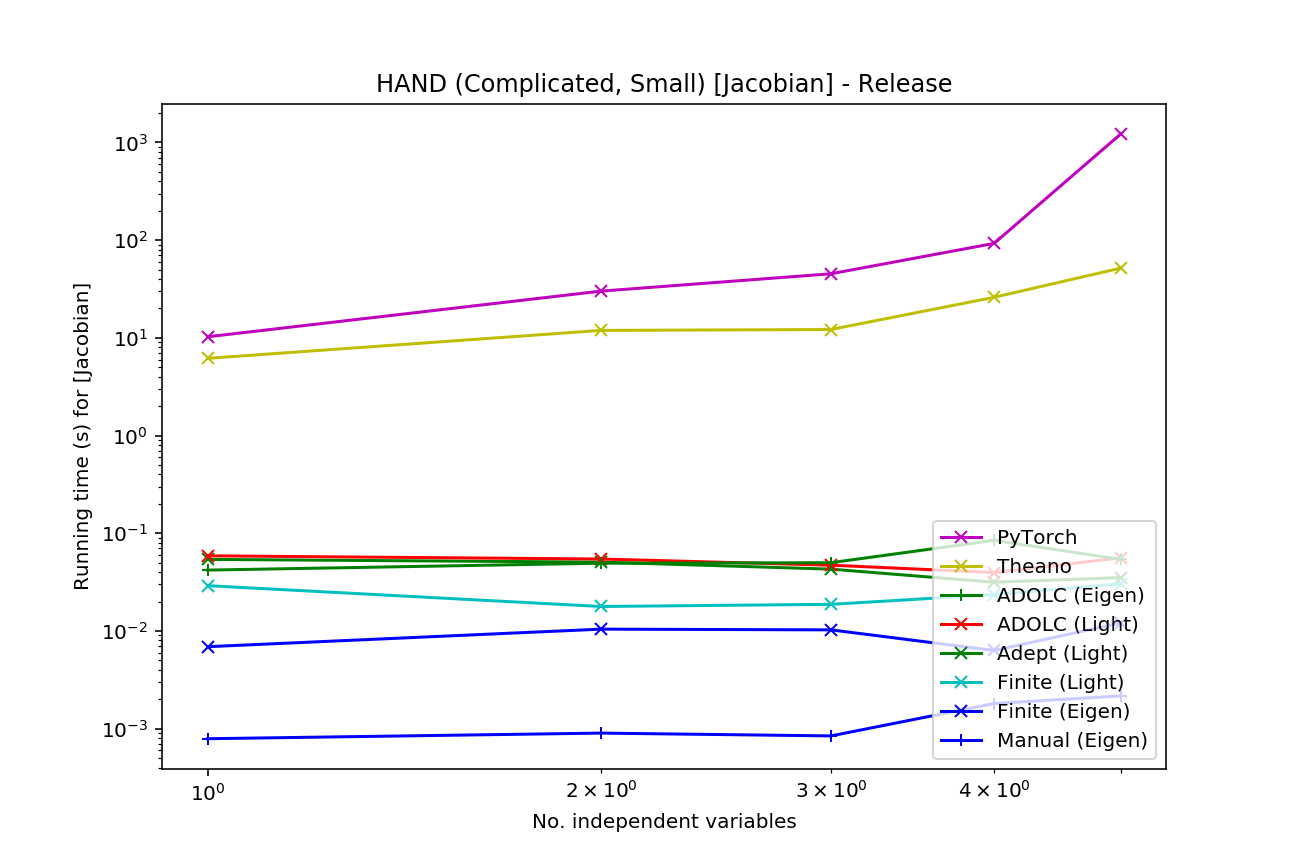 HAND (Complicated, Small) [Jacobian] - Release
Running time (s) for [Jacobian]
10³
10²
10¹
10⁰
10⁻¹
10⁻²
10⁻³
PyTorch
Theano
ADOLC (Eigen)
ADOLC (Light)
Adept (Light)
Finite (Light)
Finite (Eigen)
Manual (Eigen)
10⁰
2 × 10⁰
3 × 10⁰
4 × 10⁰
No. independent variables